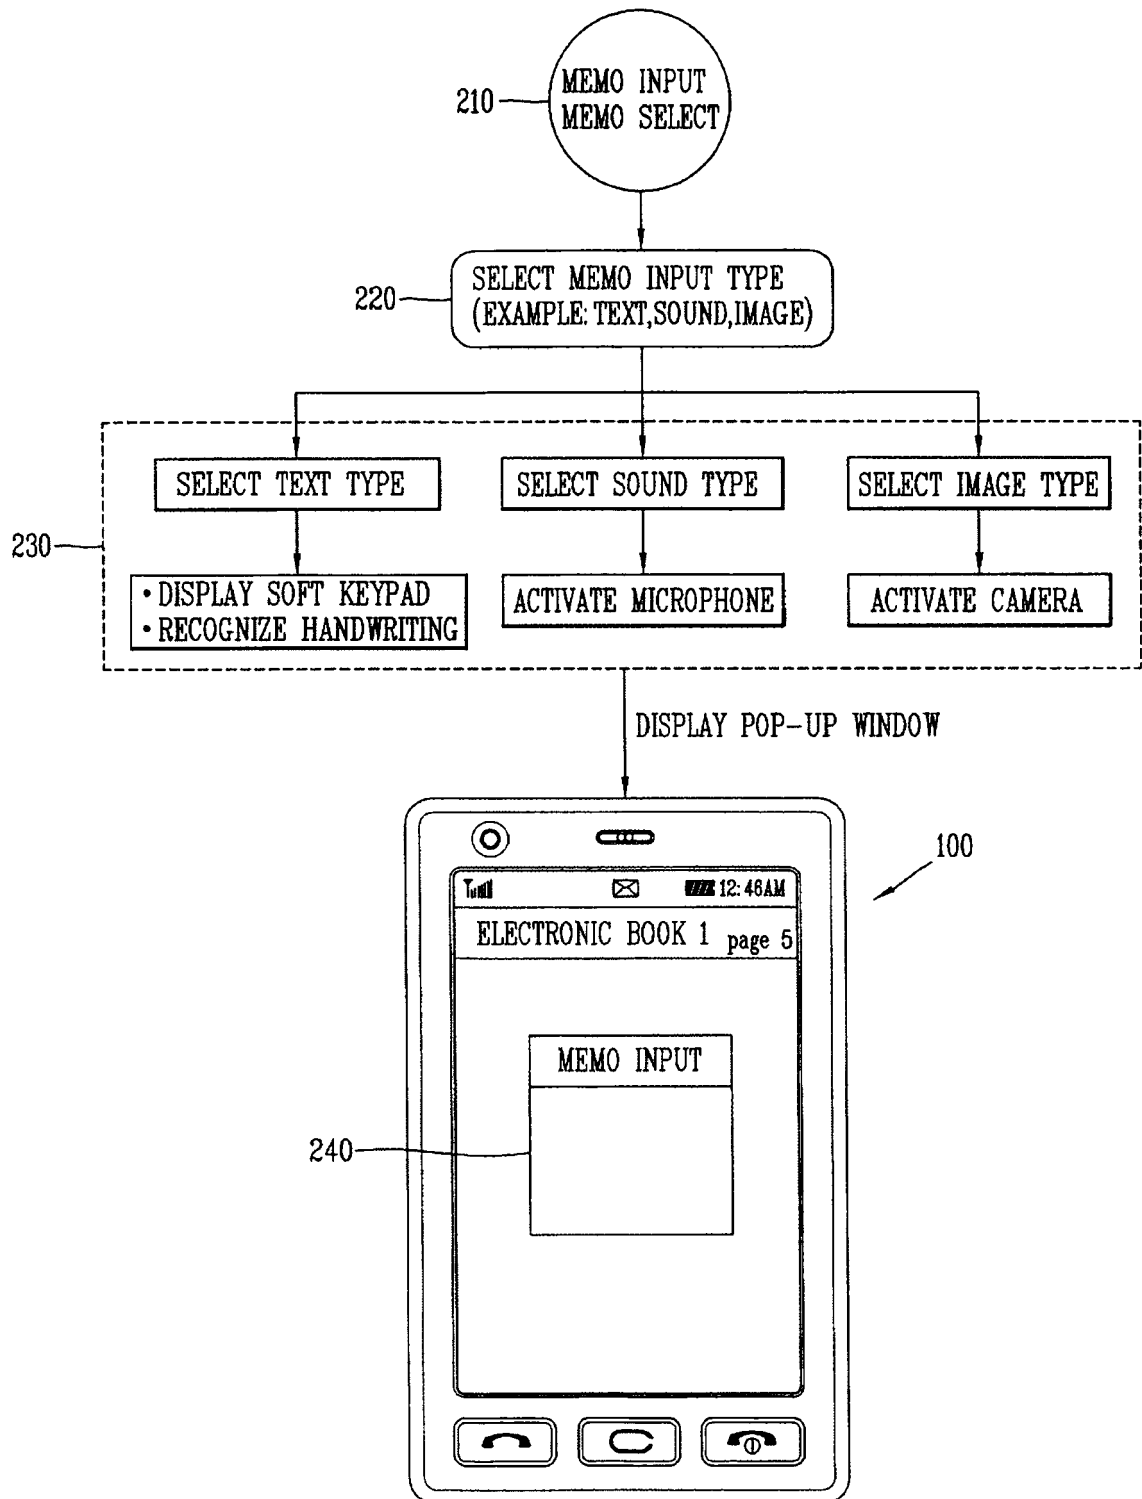 210
MEMO INPUT
MEMO SELECT
220
SELECT MEMO INPUT TYPE
(EXAMPLE: TEXT,SOUND,IMAGE)
230
SELECT TEXT TYPE
SELECT SOUND TYPE
SELECT IMAGE TYPE
• DISPLAY SOFT KEYPAD
• RECOGNIZE HANDWRITING
ACTIVATE MICROPHONE
ACTIVATE CAMERA
DISPLAY POP-UP WINDOW
100
12:46AM
ELECTRONIC BOOK 1 page 5
MEMO INPUT
240